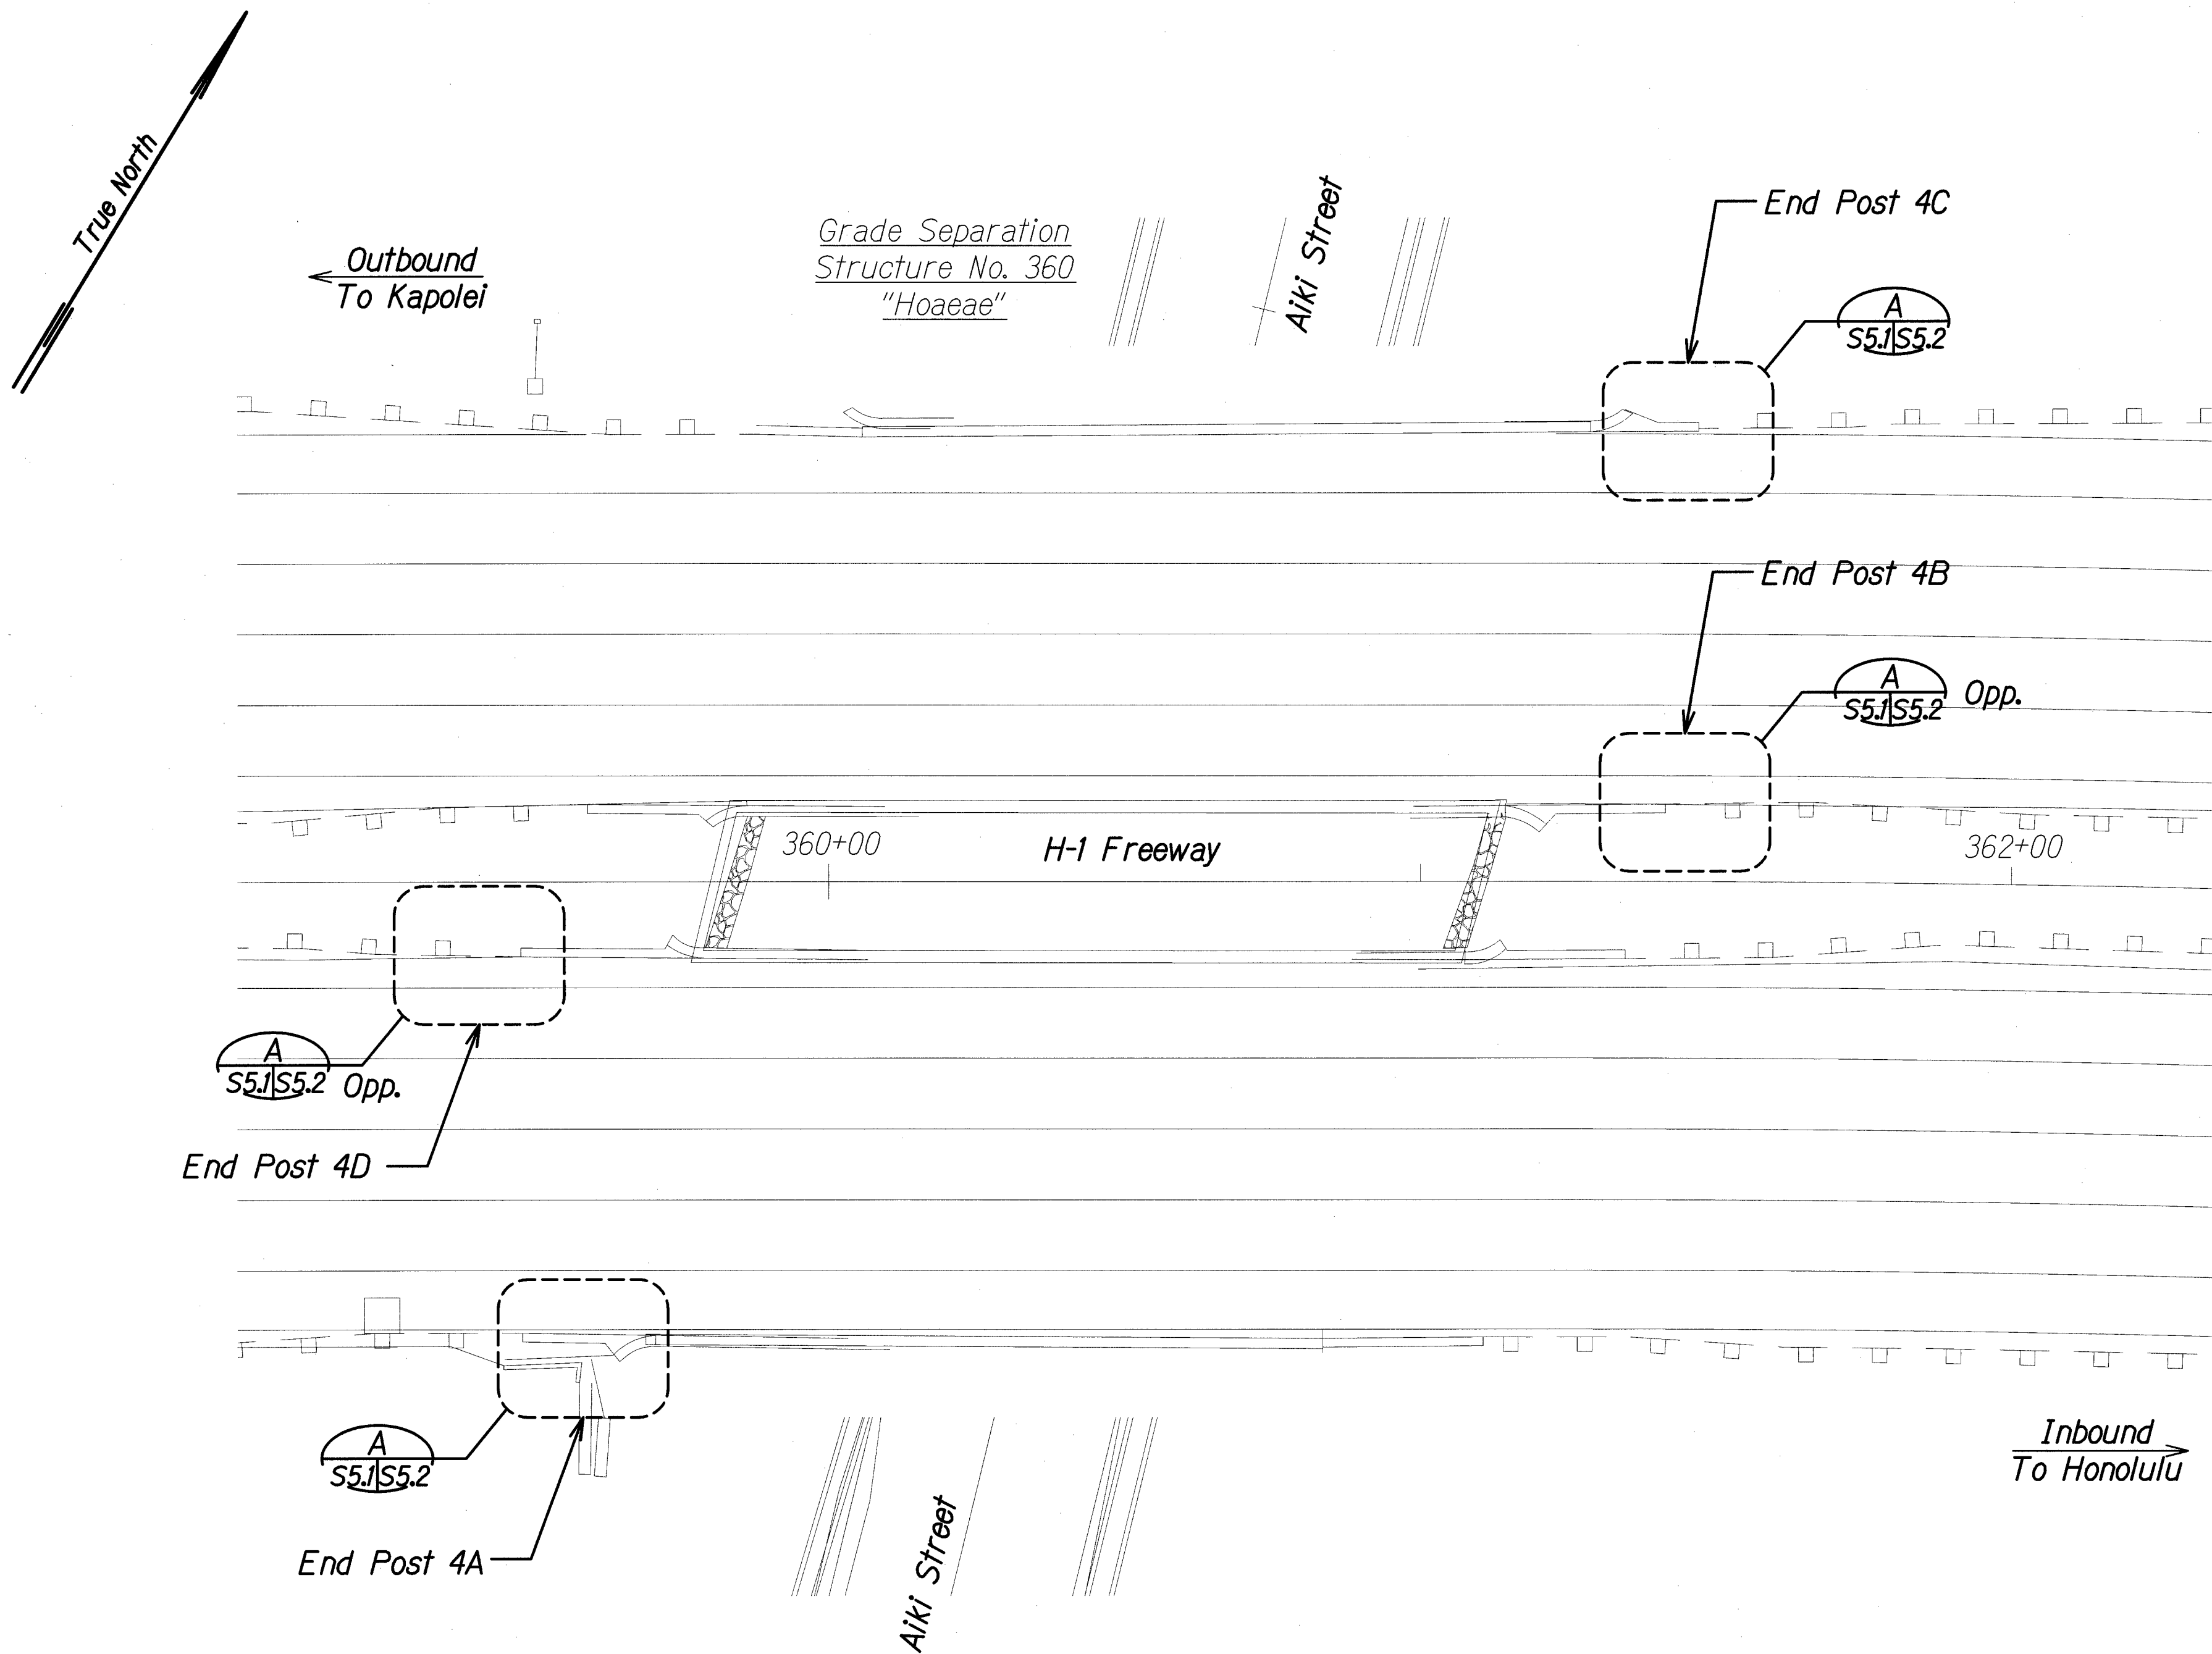 True North
Outbound
To Kapolei
Grade Separation
Structure No. 360
"Hoaeae"
Aiki Street
End Post 4C
A
S5.1 S5.2
End Post 4B
A
S5.1 S5.2 Opp.
360+00
H-1 Freeway
362+00
A
S5.1 S5.2 Opp.
End Post 4D
A
S5.1 S5.2
End Post 4A
Aiki Street
Inbound
To Honolulu